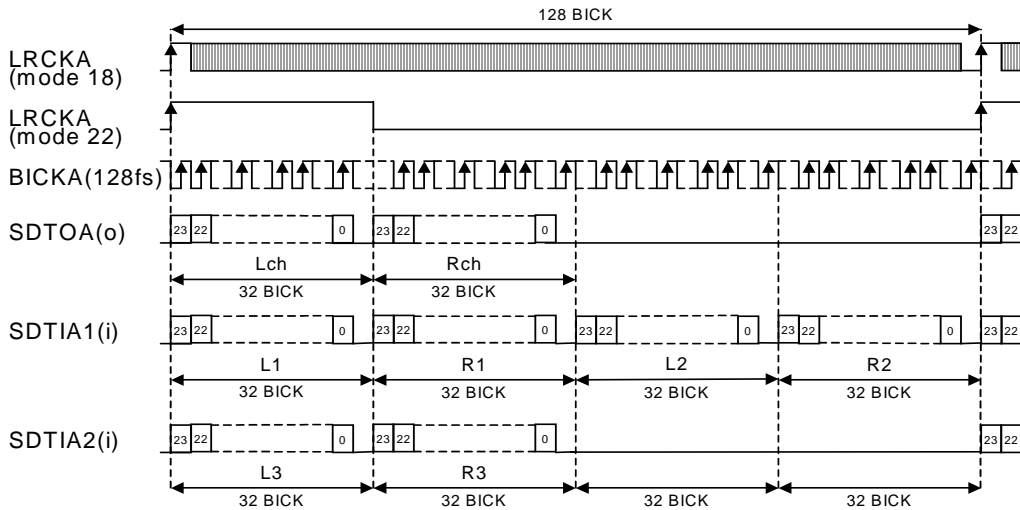 128 BICK
LRCKA
(mode 18)
LRCKA
(mode 22)
BICKA(128fs)
SDTOA(o)
23 22 0 23 22 0 23 22
Lch Rch
32 BICK 32 BICK
SDTIA1(i)
23 22 0 23 22 0 23 22 0 23 22 0 23 22
L1 R1 L2 R2
32 BICK 32 BICK 32 BICK 32 BICK
SDTIA2(i)
23 22 0 23 22 0 23 22
L3 R3
32 BICK 32 BICK 32 BICK 32 BICK